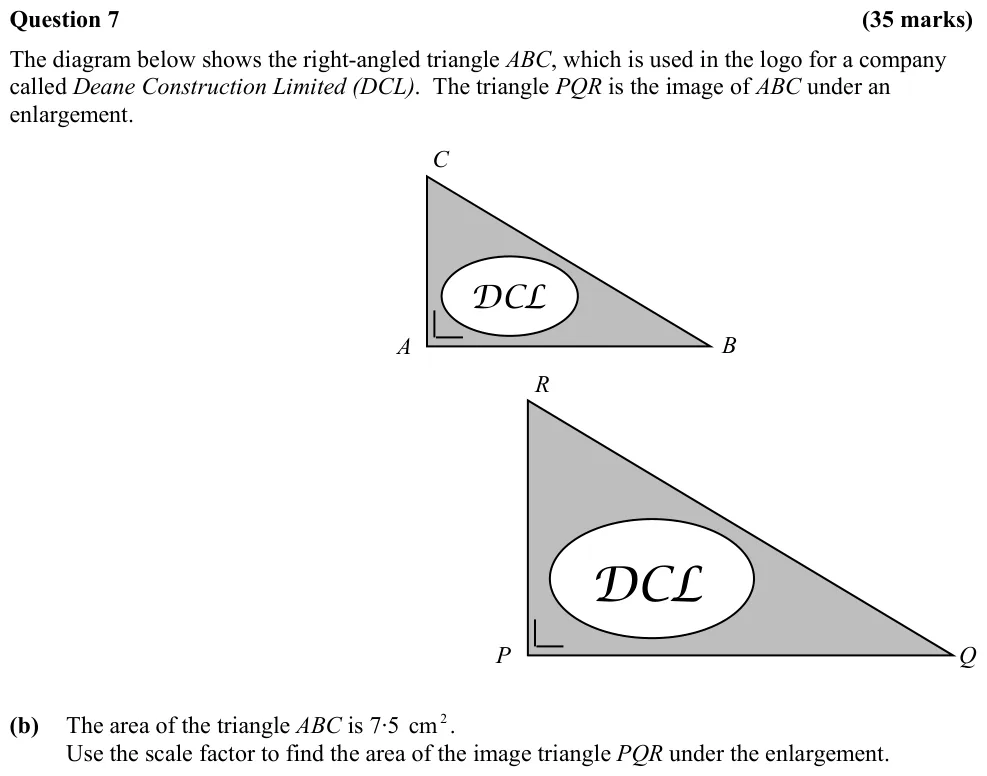 Question 7 (35 marks)
The diagram below shows the right-angled triangle ABC, which is used in the logo for a company
called Deane Construction Limited (DCL). The triangle PQR is the image of ABC under an
enlargement.
C
DCL
A
B
R
DCL
P
Q
(b) The area of the triangle ABC is 7·5 cm².
Use the scale factor to find the area of the image triangle PQR under the enlargement.